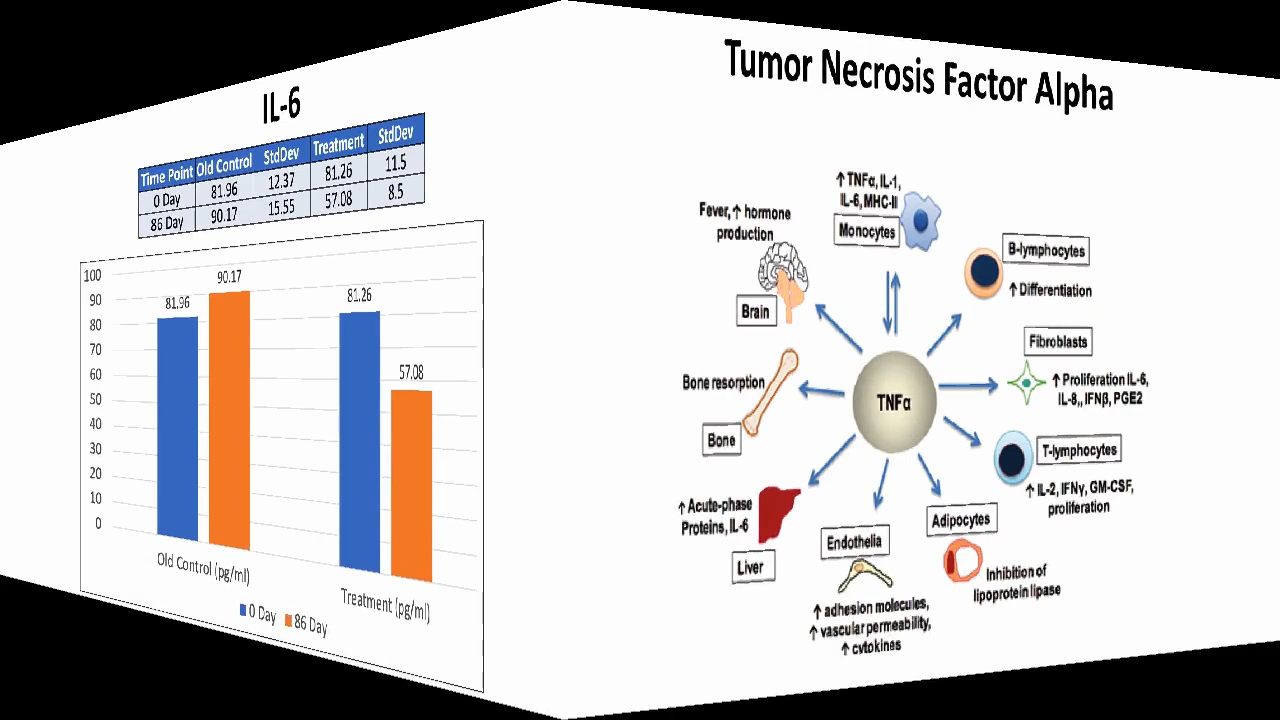 IL-6
Time Point Old Control StdDev Treatment StdDev
0 Day 81.96 12.37 81.26 11.5
86 Day 90.17 15.55 57.08 8.5
100
90
80
70
60
50
40
30
20
10
0
81.96
90.17
81.26
57.08
Old Control (pg/ml)
Treatment (pg/ml)
0 Day
86 Day
Tumor Necrosis Factor Alpha
↑ TNFα, IL-1,
IL-6, MHC-II
Monocytes
Fever, ↑ hormone
production
Brain
B-lymphocytes
↑ Differentiation
Fibroblasts
↑ Proliferation IL-6,
IL-8,, IFNβ, PGE2
Bone resorption
Bone
TNFα
T-lymphocytes
↑ IL-2, IFNγ, GM-CSF,
proliferation
↑ Acute-phase
Proteins, IL-6
Liver
Endothelia
↑ adhesion molecules,
↑ vascular permeability,
↑ cytokines
Adipocytes
Inhibition of
lipoprotein lipase